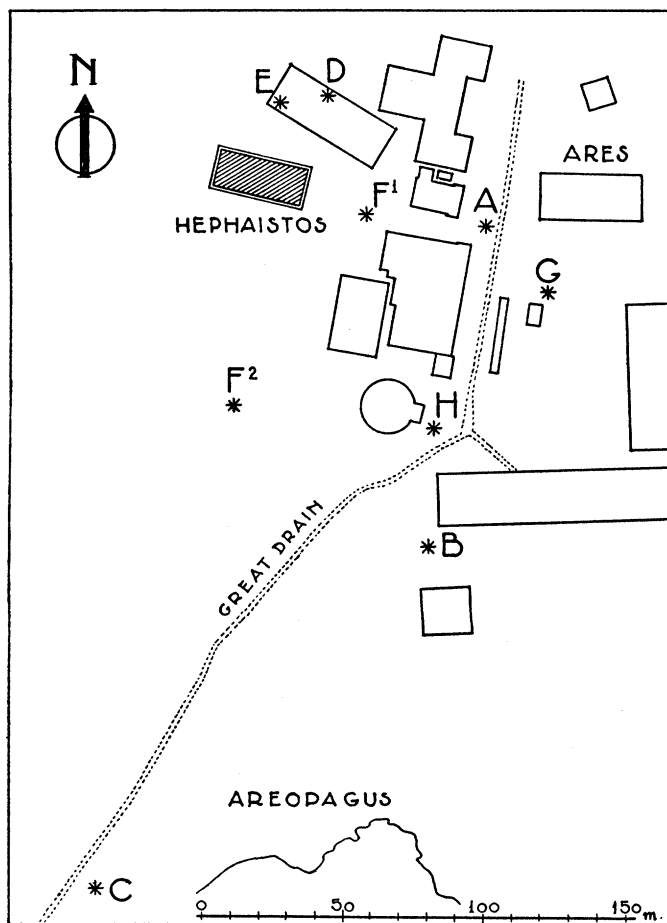 N
E D
ARES
F¹ A
HEPHAISTOS
G
F²
H
B
GREAT DRAIN
AREOPAGUS
C
0 50 100 150 m.